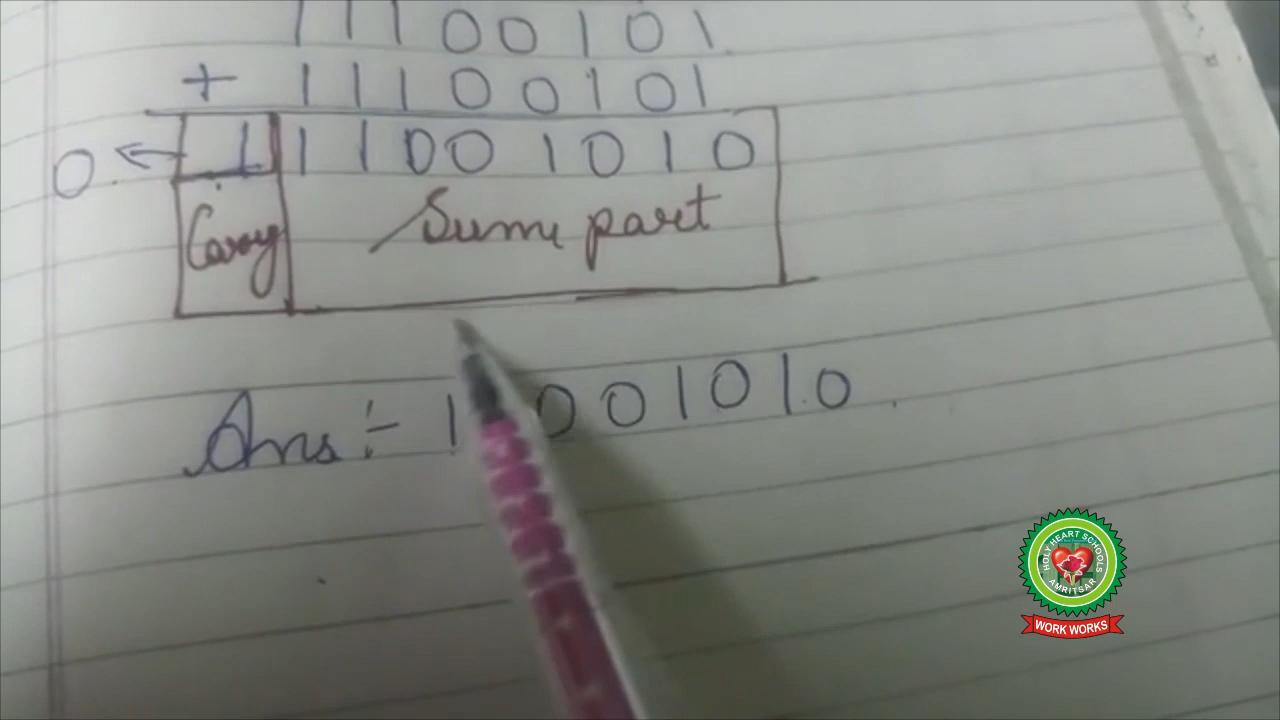 11100101
+ 11100101
0 ← 1 11001010
Carry Sum part
Ans :- 1 001010
HOLY HEART SCHOOLS
AMRITSAR
WORK WORKS